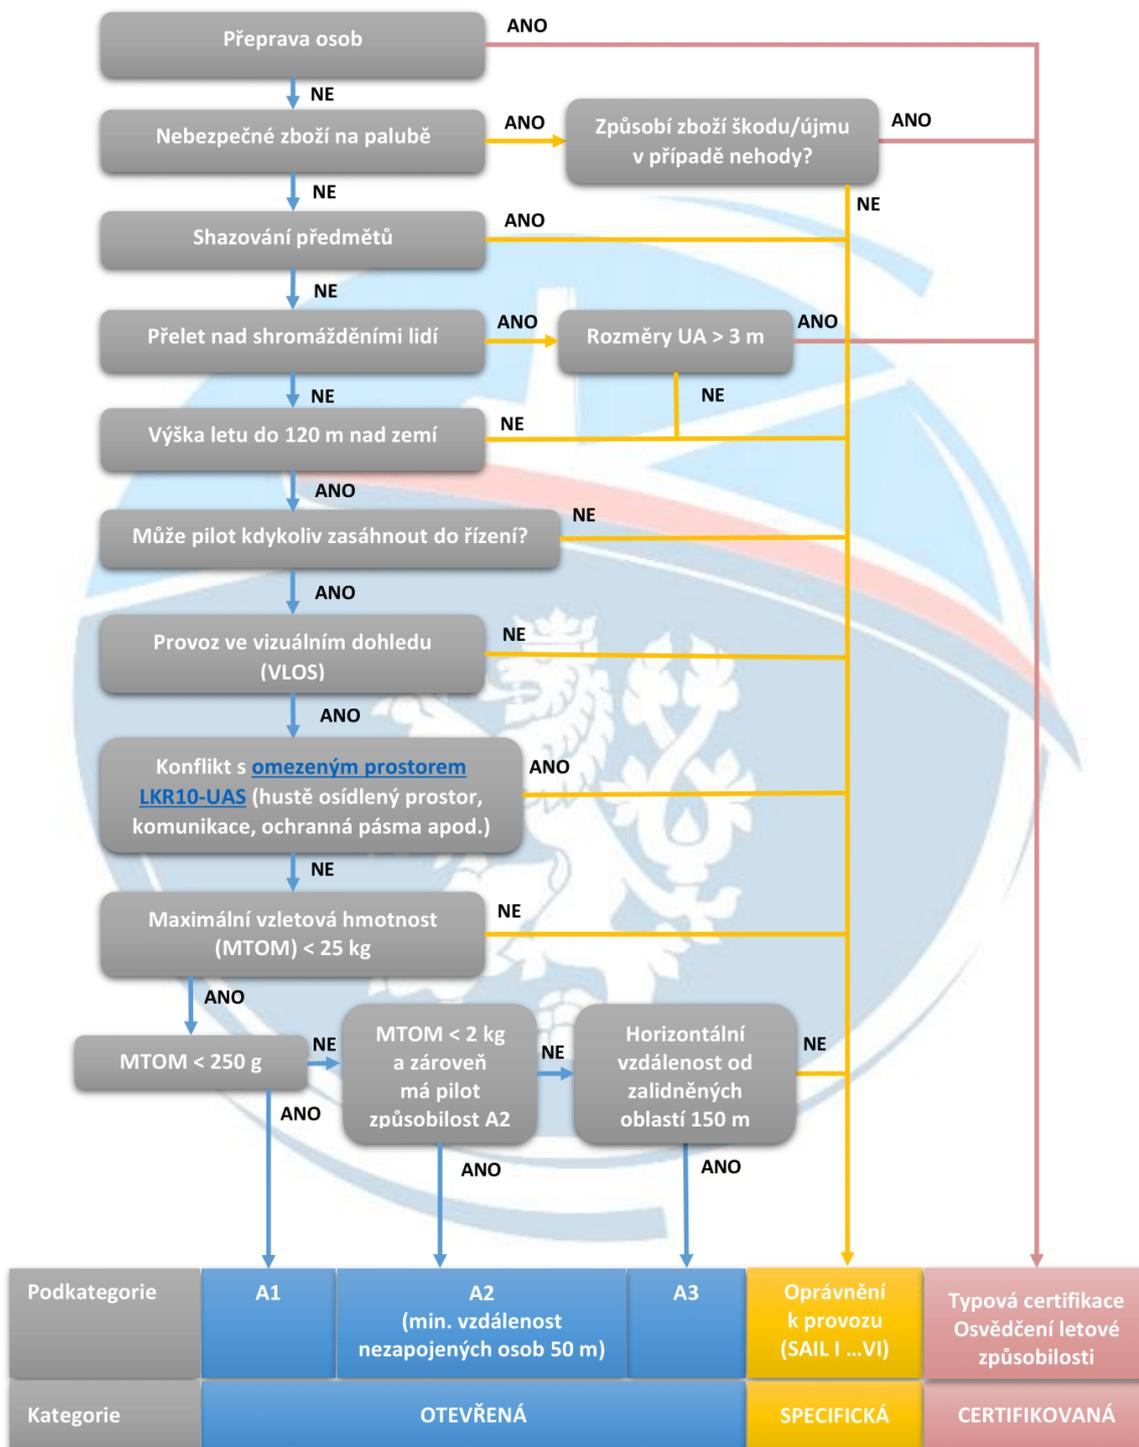 Přeprava osob
ANO
NE
Nebezpečné zboží na palubě
ANO
Způsobí zboží škodu/újmu
v případě nehody?
ANO
NE
NE
Shazování předmětů
ANO
NE
Přelet nad shromážděními lidí
ANO
Rozměry UA > 3 m
ANO
NE
NE
Výška letu do 120 m nad zemí
NE
ANO
Může pilot kdykoliv zasáhnout do řízení?
NE
ANO
Provoz ve vizuálním dohledu
(VLOS)
NE
ANO
Konflikt s omezeným prostorem
LKR10-UAS (hustě osídlený prostor,
komunikace, ochranná pásma apod.)
ANO
NE
Maximální vzletová hmotnost
(MTOM) < 25 kg
NE
ANO
MTOM < 250 g
NE
MTOM < 2 kg
a zároveň
má pilot
způsobilost A2
NE
Horizontální
vzdálenost od
zalidněných
oblastí 150 m
NE
ANO
ANO
ANO
Podkategorie
A1
A2
(min. vzdálenost
nezapojených osob 50 m)
A3
Oprávnění
k provozu
(SAIL I ...VI)
Typová certifikace
Osvědčení letové
způsobilosti
Kategorie
OTEVŘENÁ
SPECIFICKÁ
CERTIFIKOVANÁ